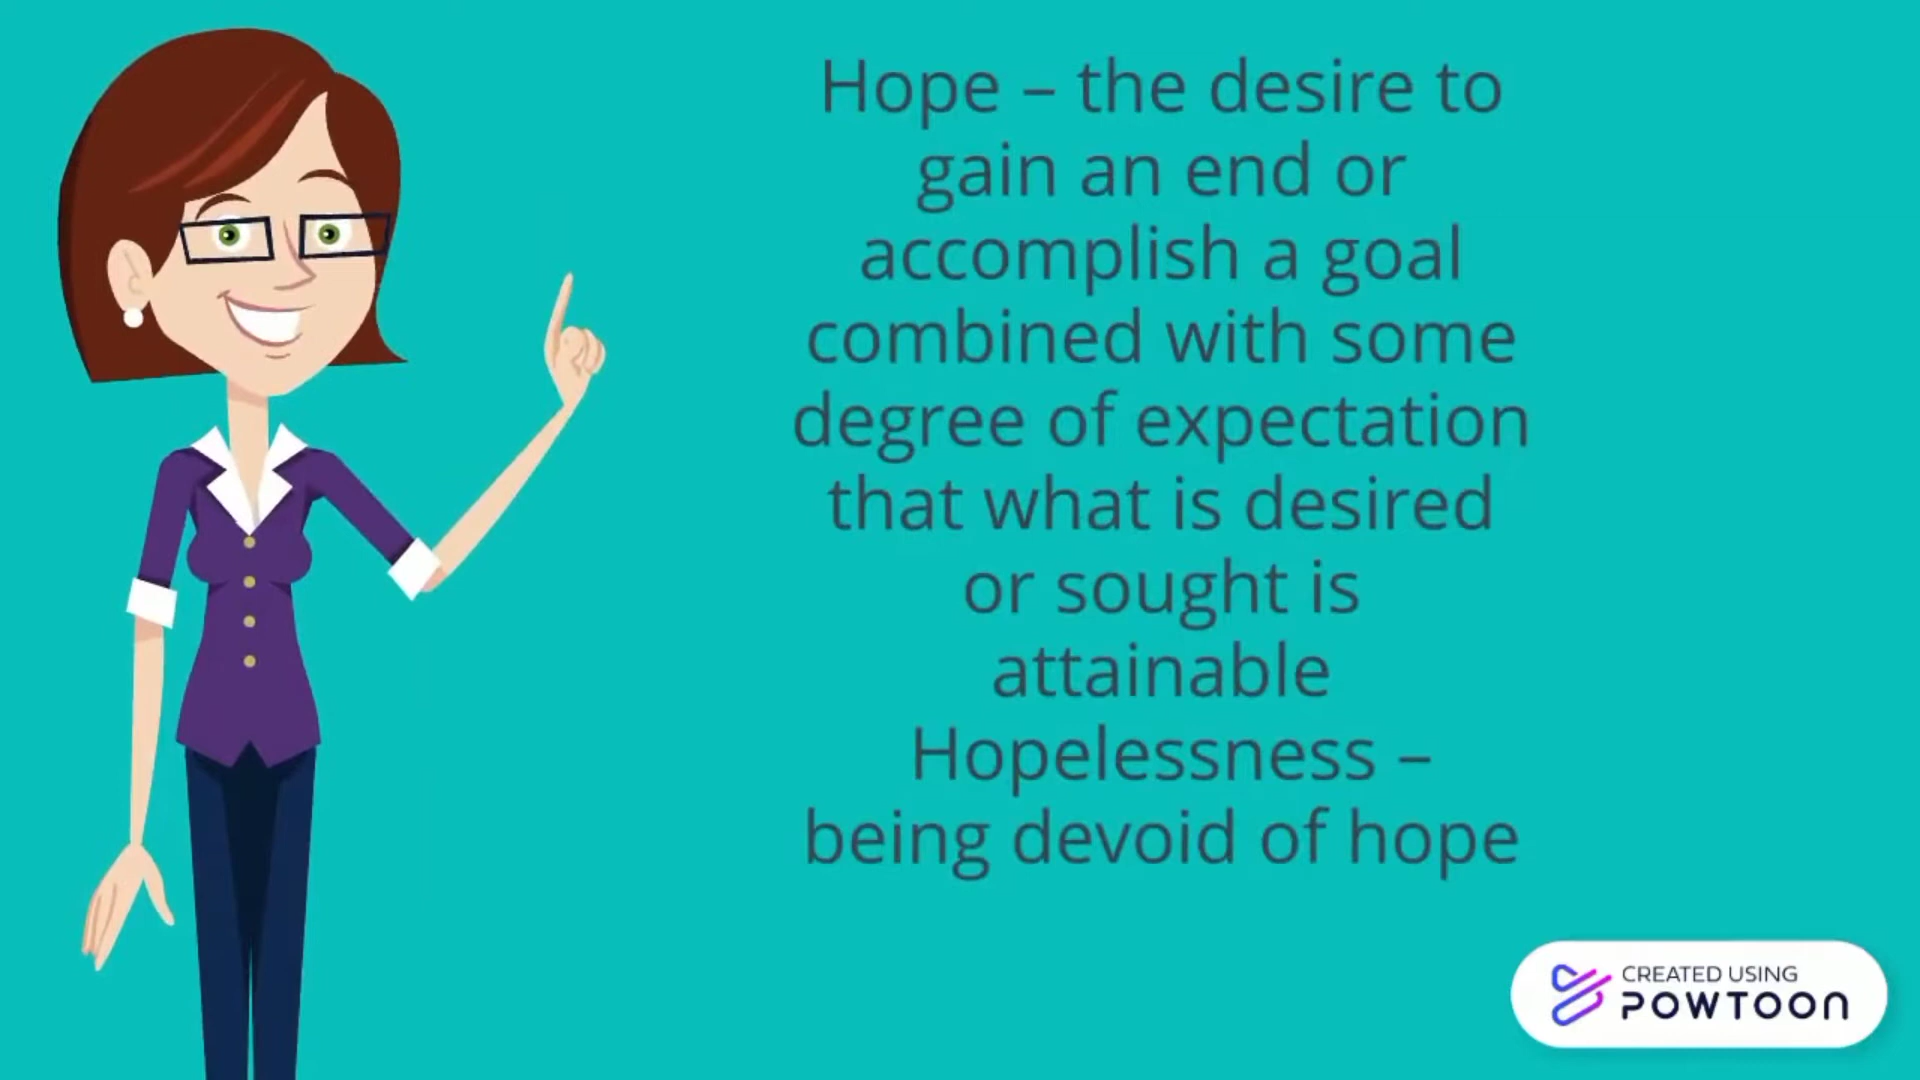 Hope – the desire to
gain an end or
accomplish a goal
combined with some
degree of expectation
that what is desired
or sought is
attainable
Hopelessness –
being devoid of hope
CREATED USING
POWTOON